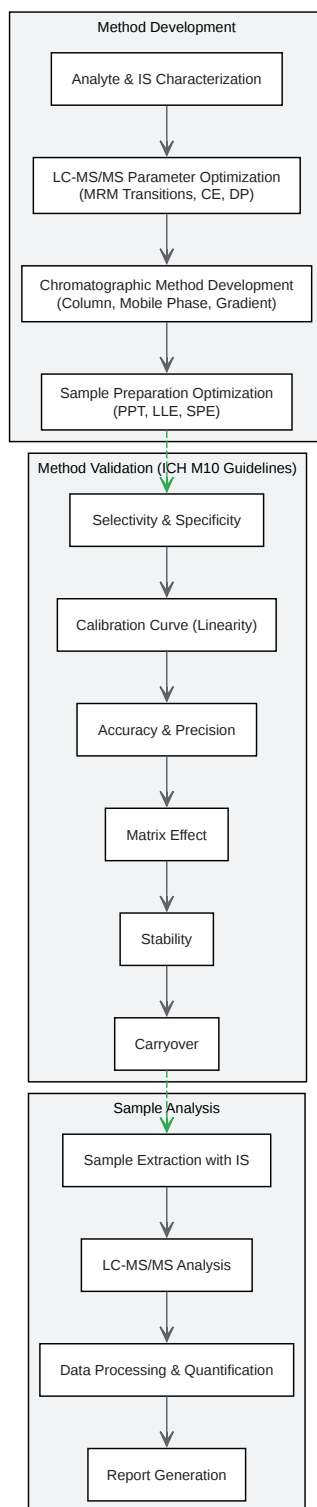 Method Development
Analyte & IS Characterization
LC-MS/MS Parameter Optimization
(MRM Transitions, CE, DP)
Chromatographic Method Development
(Column, Mobile Phase, Gradient)
Sample Preparation Optimization
(PPT, LLE, SPE)
Method Validation (ICH M10 Guidelines)
Selectivity & Specificity
Calibration Curve (Linearity)
Accuracy & Precision
Matrix Effect
Stability
Carryover
Sample Analysis
Sample Extraction with IS
LC-MS/MS Analysis
Data Processing & Quantification
Report Generation